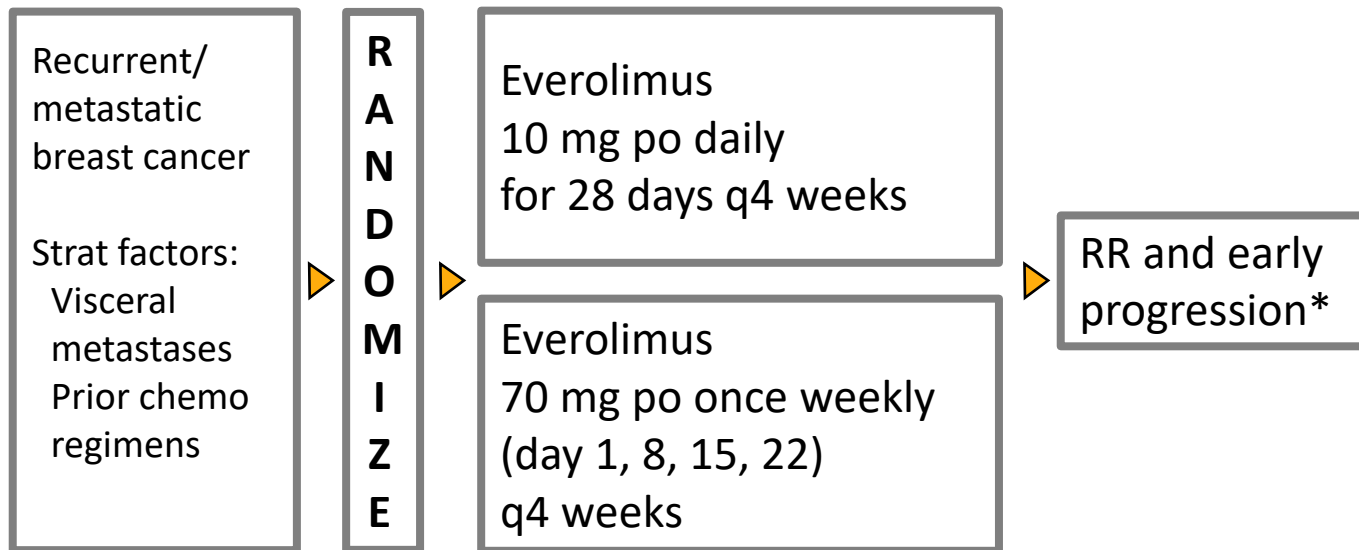 Recurrent/
metastatic
breast cancer
Strat factors:
Visceral
metastases
Prior chemo
regimens
R
A
N
D
O
M
I
Z
E
Everolimus
10 mg po daily
for 28 days q4 weeks
Everolimus
70 mg po once weekly
(day 1, 8, 15, 22)
q4 weeks
RR and early
progression*